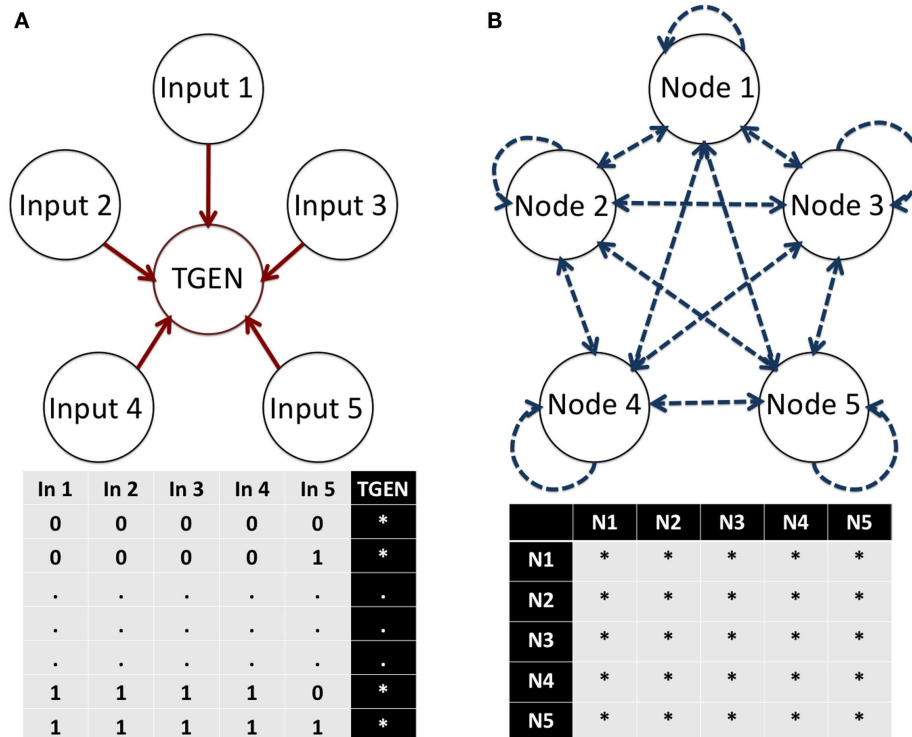 A
Input 1
Input 2
Input 3
TGEN
Input 4
Input 5
In 1 In 2 In 3 In 4 In 5 TGEN
0 0 0 0 0 *
0 0 0 0 1 *
. . . . . .
. . . . . .
. . . . . .
1 1 1 1 0 *
1 1 1 1 1 *
B
Node 1
Node 2
Node 3
Node 4
Node 5
N1 N2 N3 N4 N5
N1 * * * * *
N2 * * * * *
N3 * * * * *
N4 * * * * *
N5 * * * * *